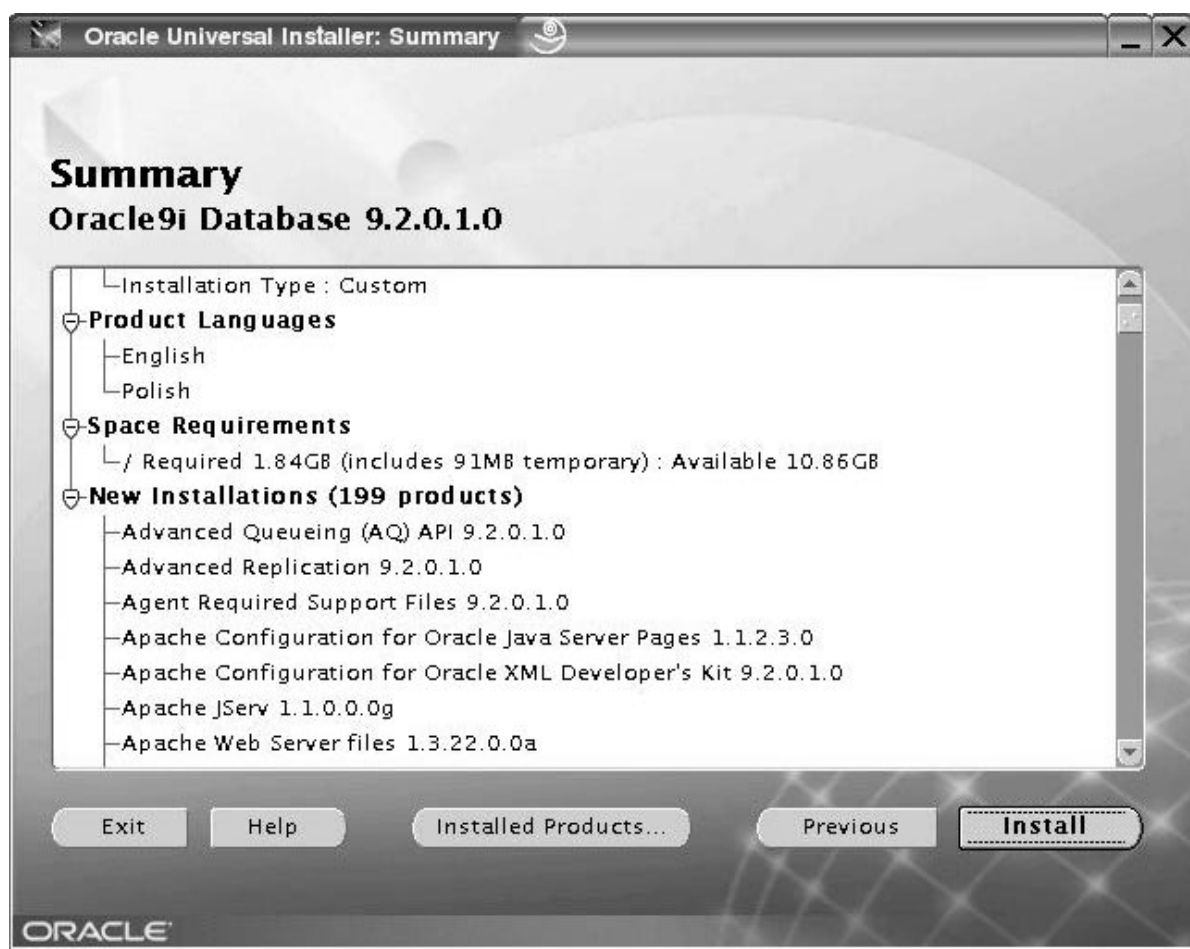 Oracle Universal Installer: Summary
Summary
Oracle9i Database 9.2.0.1.0
Installation Type : Custom
Product Languages
English
Polish
Space Requirements
/ Required 1.84GB (includes 91MB temporary) : Available 10.86GB
New Installations (199 products)
Advanced Queueing (AQ) API 9.2.0.1.0
Advanced Replication 9.2.0.1.0
Agent Required Support Files 9.2.0.1.0
Apache Configuration for Oracle Java Server Pages 1.1.2.3.0
Apache Configuration for Oracle XML Developer's Kit 9.2.0.1.0
Apache JServ 1.1.0.0.0g
Apache Web Server files 1.3.22.0.0a
Exit Help Installed Products... Previous Install
ORACLE